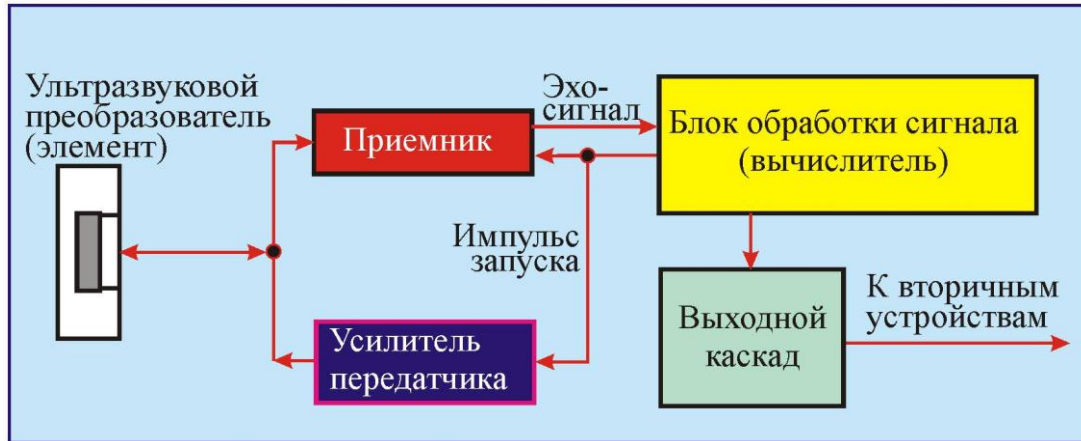 Ультразвуковой
преобразователь
(элемент)
Приемник
Эхо-
сигнал
Блок обработки сигнала
(вычислитель)
Импульс
запуска
Усилитель
передатчика
Выходной
каскад
К вторичным
устройствам